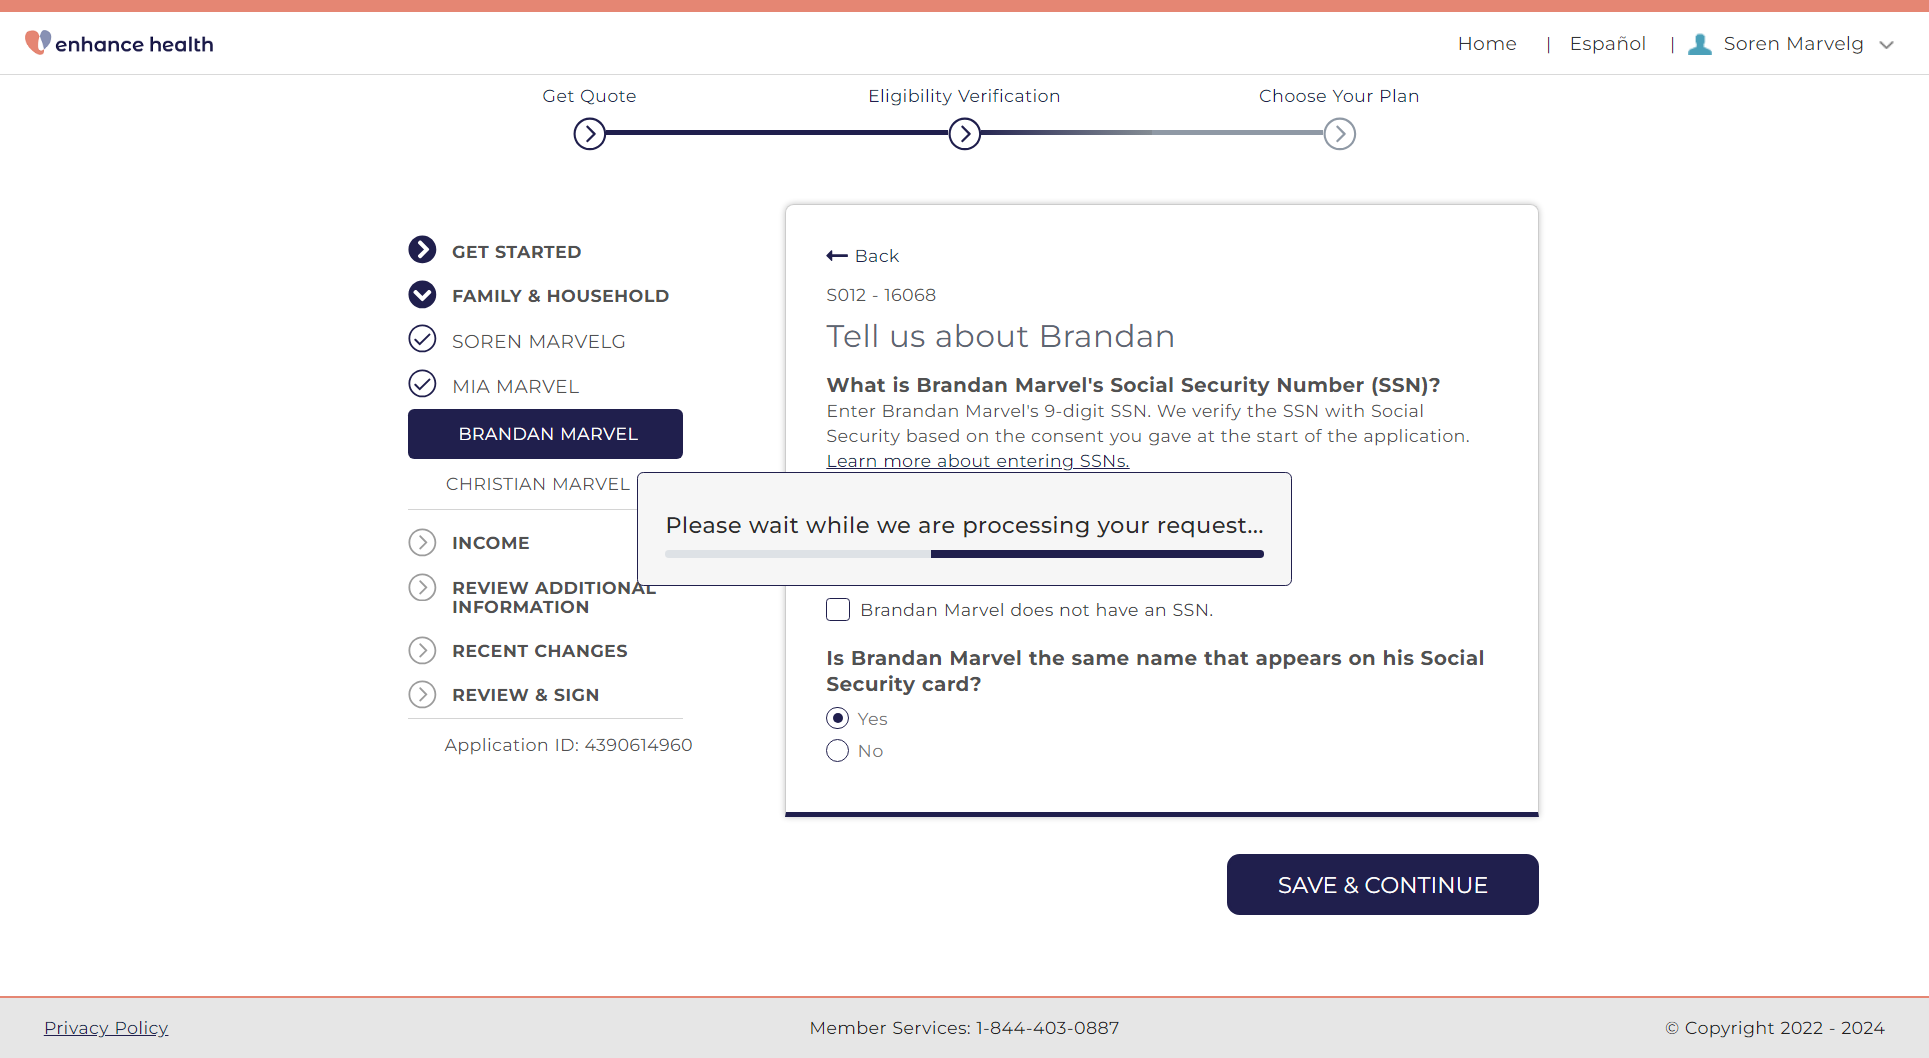 enhance health
Home | Español | Soren Marvelg
Get Quote
Eligibility Verification
Choose Your Plan
GET STARTED
FAMILY & HOUSEHOLD
SOREN MARVELG
MIA MARVEL
BRANDAN MARVEL
CHRISTIAN MARVEL
INCOME
REVIEW ADDITIONAL
INFORMATION
RECENT CHANGES
REVIEW & SIGN
Application ID: 4390614960
Back
S012 - 16068
Tell us about Brandan
What is Brandan Marvel's Social Security Number (SSN)?
Enter Brandan Marvel's 9-digit SSN. We verify the SSN with Social
Security based on the consent you gave at the start of the application.
Learn more about entering SSNs.
Please wait while we are processing your request...
Brandan Marvel does not have an SSN.
Is Brandan Marvel the same name that appears on his Social
Security card?
Yes
No
SAVE & CONTINUE
Privacy Policy
Member Services: 1-844-403-0887
© Copyright 2022 - 2024